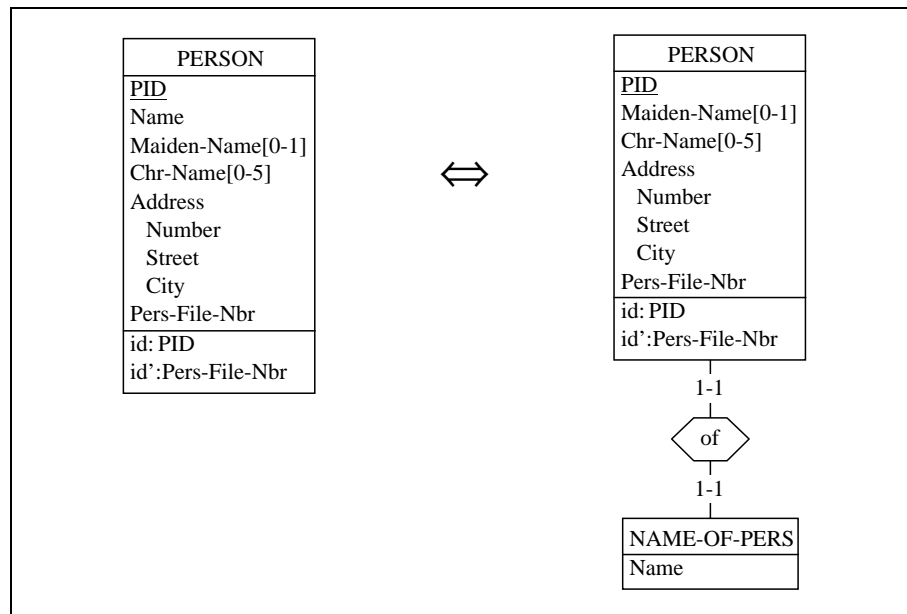 PERSON
PID
Name
Maiden-Name[0-1]
Chr-Name[0-5]
Address
Number
Street
City
Pers-File-Nbr
id: PID
id’:Pers-File-Nbr
⇔
PERSON
PID
Maiden-Name[0-1]
Chr-Name[0-5]
Address
Number
Street
City
Pers-File-Nbr
id: PID
id’:Pers-File-Nbr
1-1
of
1-1
NAME-OF-PERS
Name